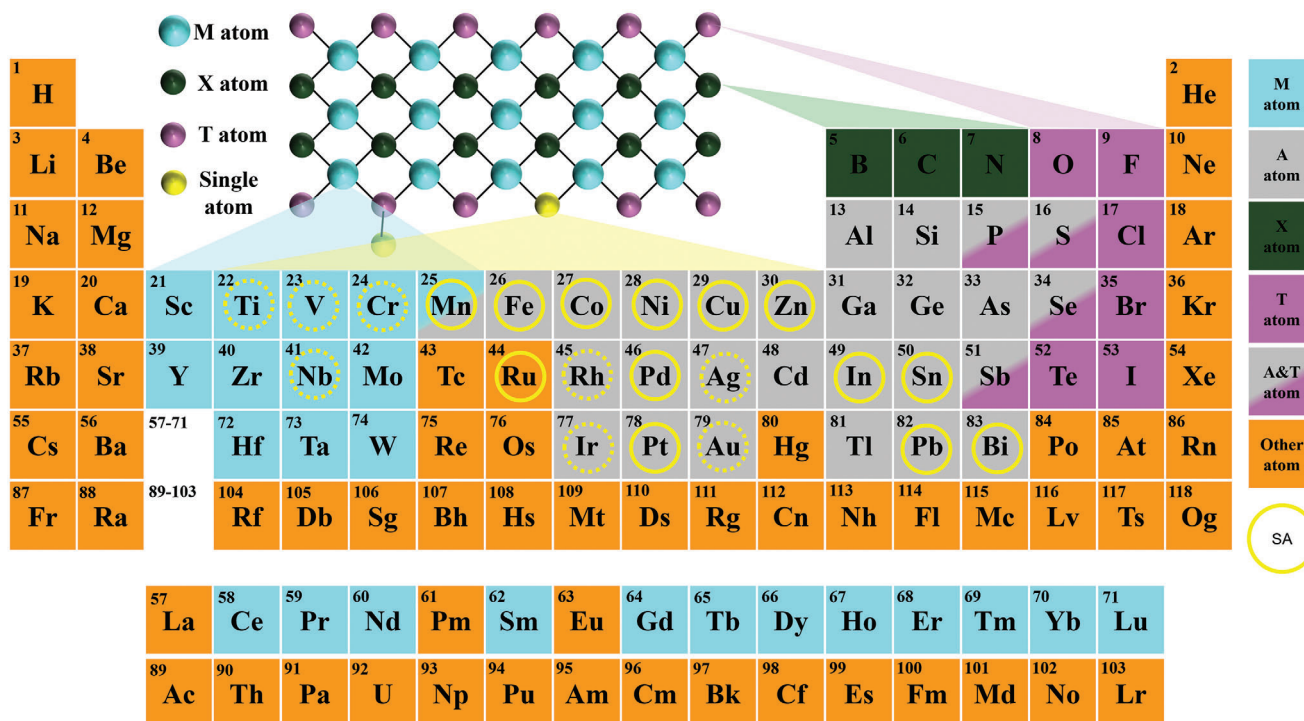 M atom
X atom
T atom
Single
atom
1 2
H He
M
atom
3 4 5 6 7 8 9 10
Li Be B C N O F Ne
A
atom
11 12 13 14 15 16 17 18
Na Mg Al Si P S Cl Ar
X
atom
19 20 21 22 23 24 25 26 27 28 29 30 31 32 33 34 35 36
K Ca Sc Ti V Cr Mn Fe Co Ni Cu Zn Ga Ge As Se Br Kr
T
atom
37 38 39 40 41 42 43 44 45 46 47 48 49 50 51 52 53 54
Rb Sr Y Zr Nb Mo Tc Ru Rh Pd Ag Cd In Sn Sb Te I Xe
A&T
atom
55 56 57-71 72 73 74 75 76 77 78 79 80 81 82 83 84 85 86
Cs Ba Hf Ta W Re Os Ir Pt Au Hg Tl Pb Bi Po At Rn
Other
atom
87 88 89-103 104 105 106 107 108 109 110 111 112 113 114 115 116 117 118
Fr Ra Rf Db Sg Bh Hs Mt Ds Rg Cn Nh Fl Mc Lv Ts Og
SA
57 58 59 60 61 62 63 64 65 66 67 68 69 70 71
La Ce Pr Nd Pm Sm Eu Gd Tb Dy Ho Er Tm Yb Lu
89 90 91 92 93 94 95 96 97 98 99 100 101 102 103
Ac Th Pa U Np Pu Am Cm Bk Cf Es Fm Md No Lr